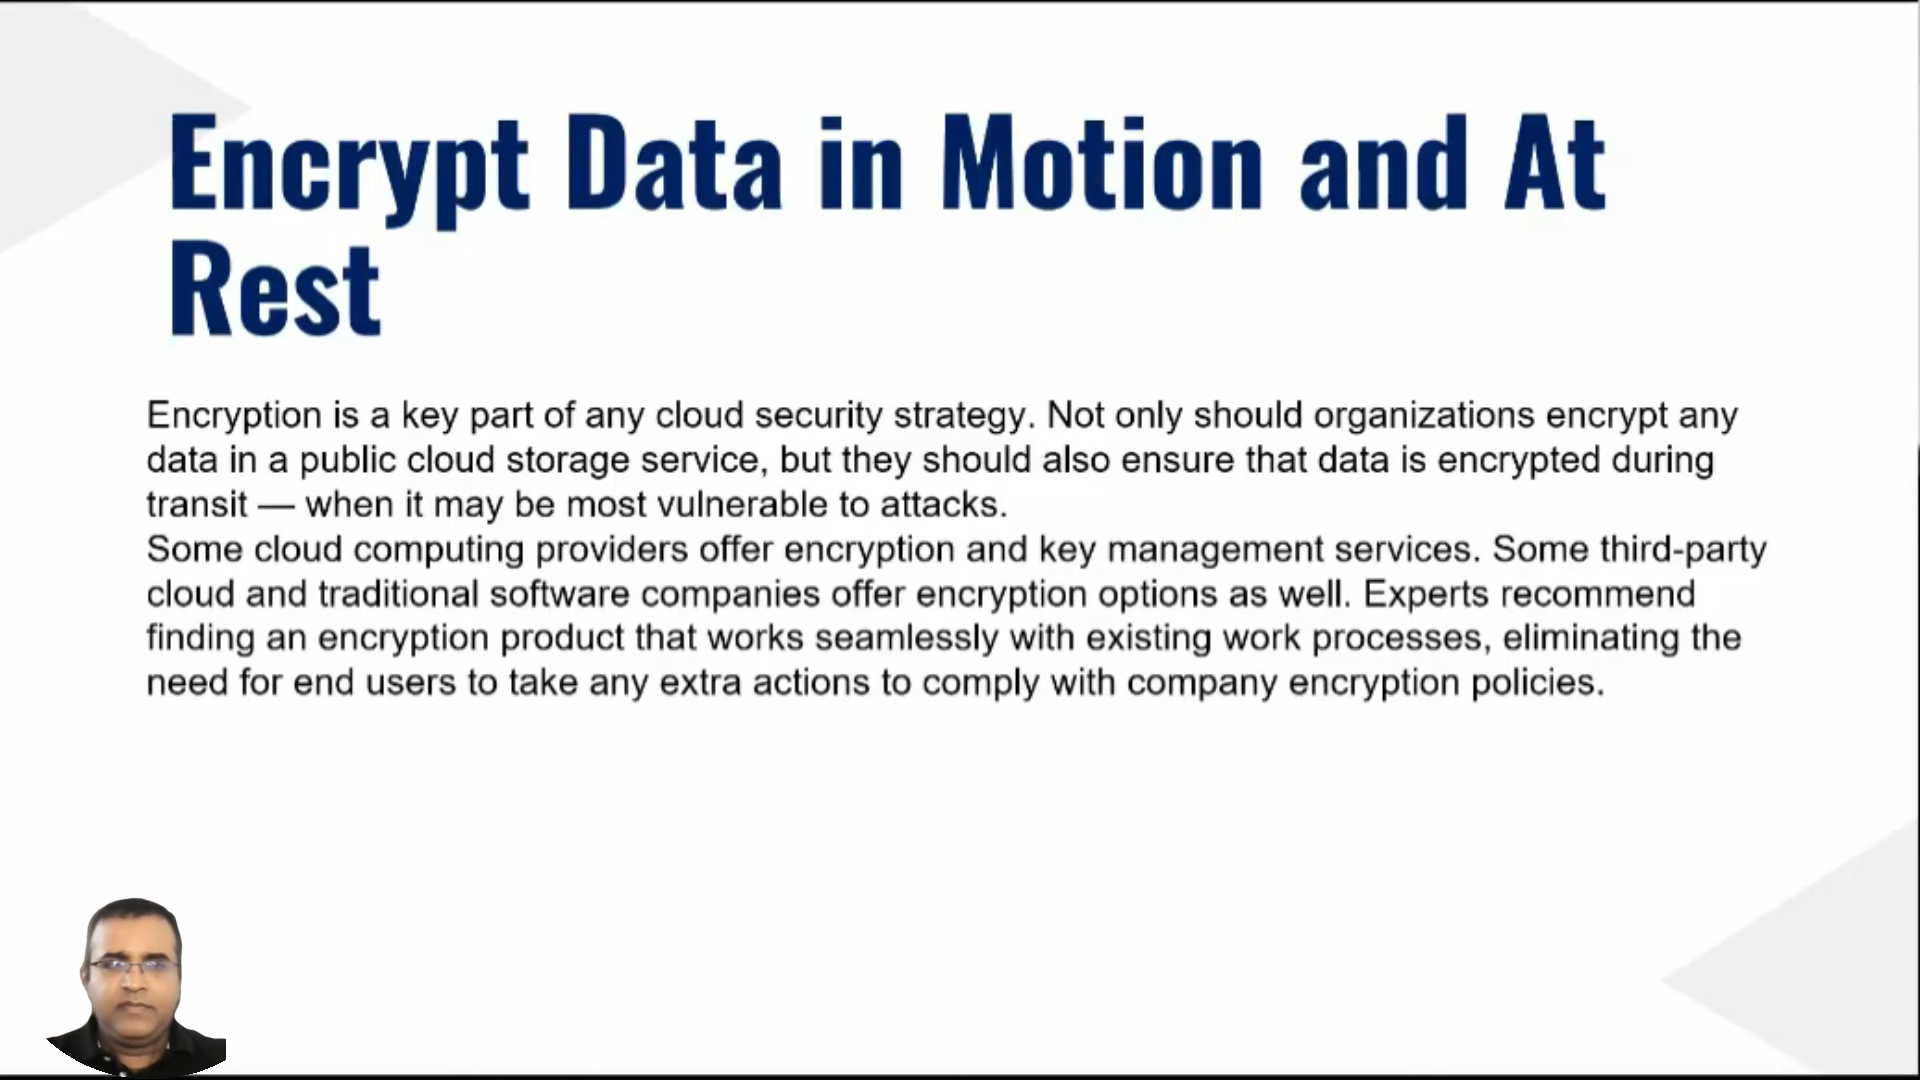 Encrypt Data in Motion and At
Rest
Encryption is a key part of any cloud security strategy. Not only should organizations encrypt any
data in a public cloud storage service, but they should also ensure that data is encrypted during
transit — when it may be most vulnerable to attacks.
Some cloud computing providers offer encryption and key management services. Some third-party
cloud and traditional software companies offer encryption options as well. Experts recommend
finding an encryption product that works seamlessly with existing work processes, eliminating the
need for end users to take any extra actions to comply with company encryption policies.